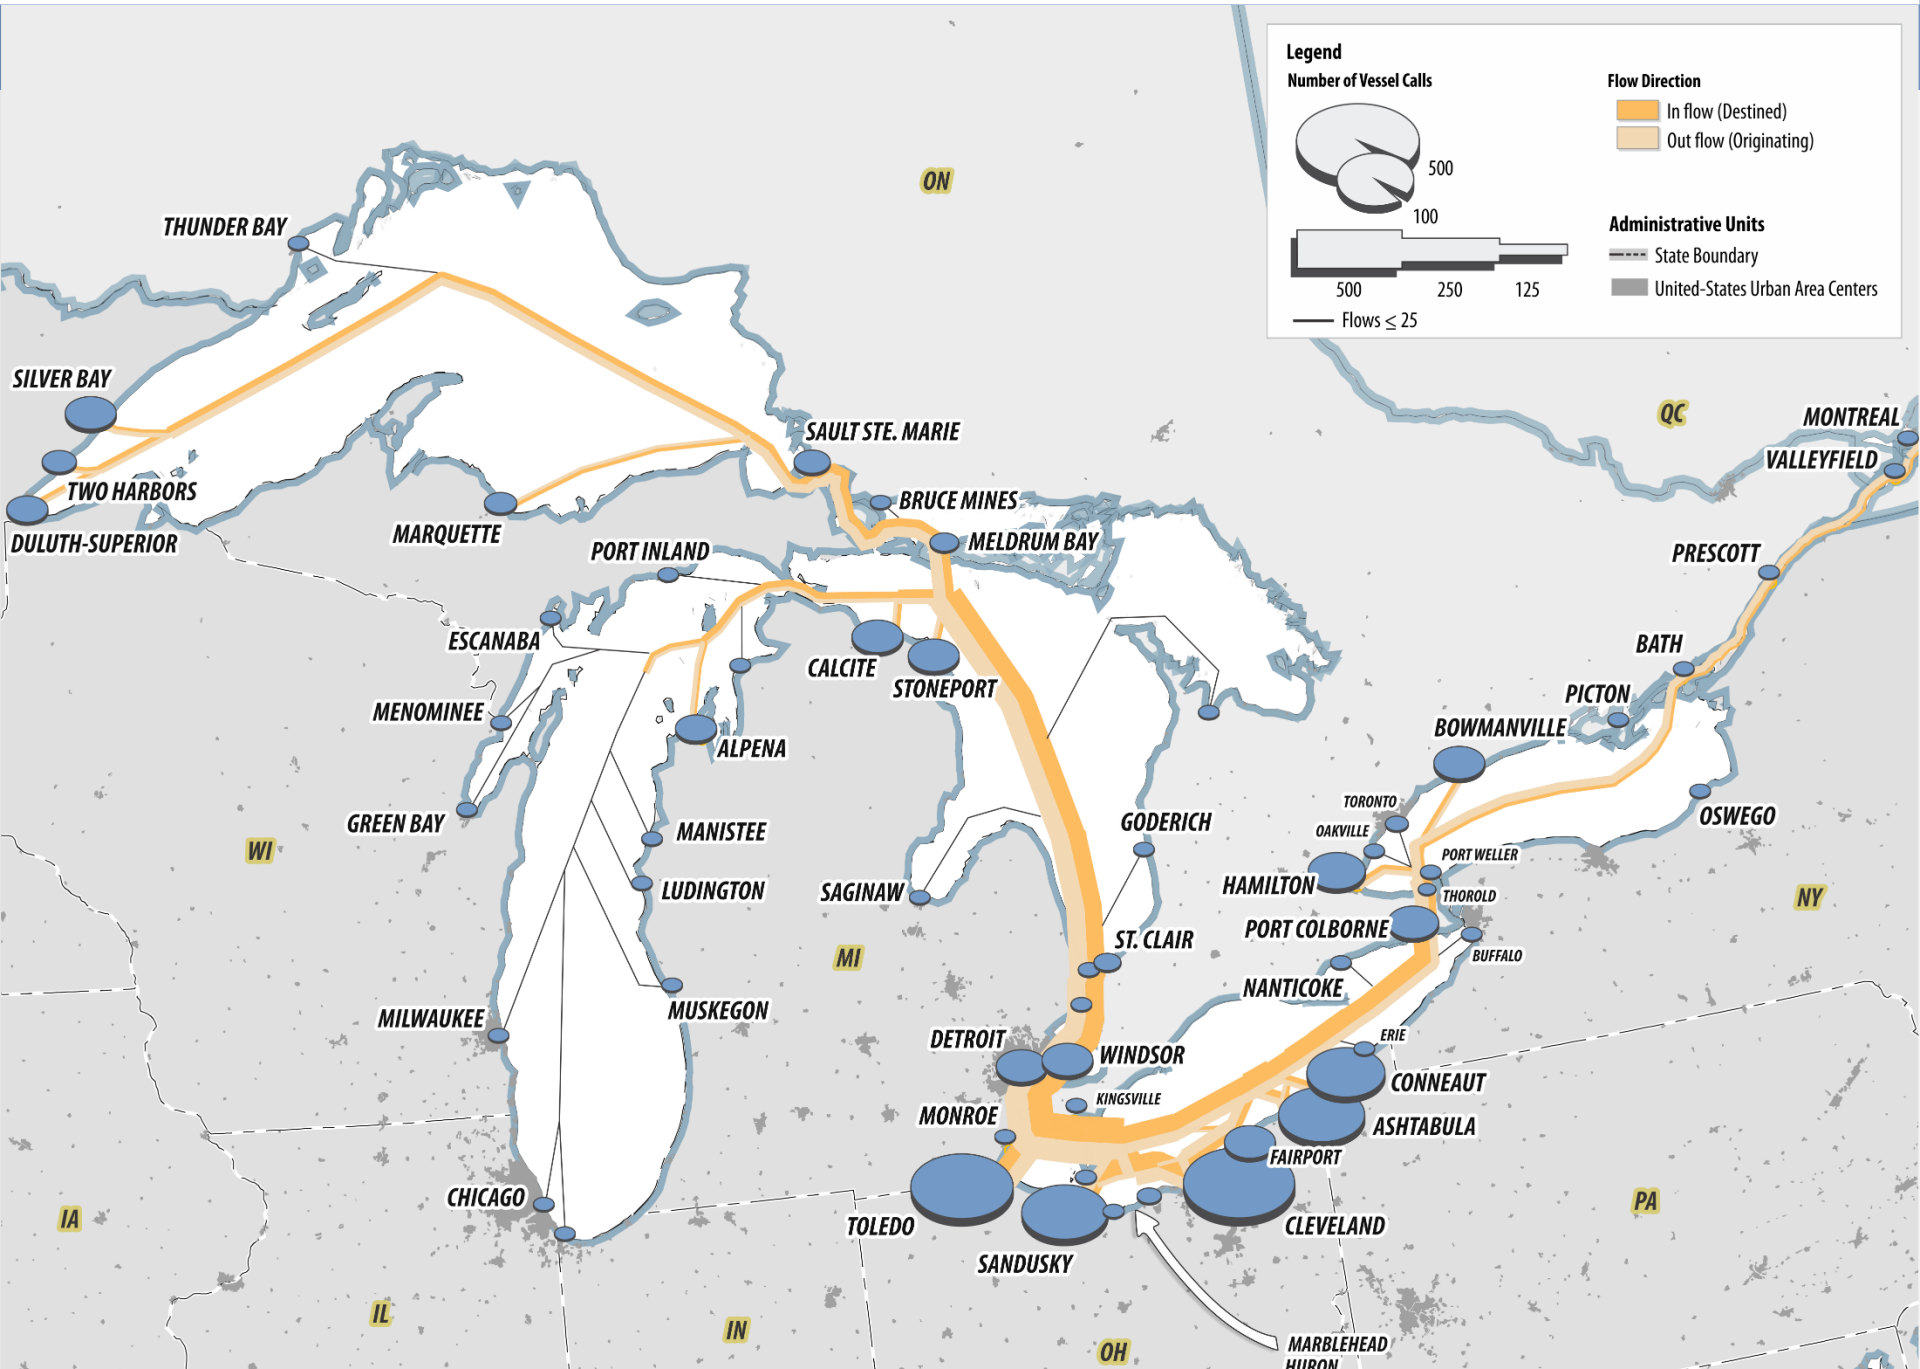 Legend
Number of Vessel Calls
500
100
500 250 125
Flows ≤ 25
Flow Direction
In flow (Destined)
Out flow (Originating)
Administrative Units
State Boundary
United-States Urban Area Centers
ON
THUNDER BAY
SILVER BAY
QC
MONTREAL
SAULT STE. MARIE
VALLEYFIELD
TWO HARBORS
BRUCE MINES
DULUTH-SUPERIOR
MARQUETTE
MELDRUM BAY
PORT INLAND
PRESCOTT
ESCANABA
BATH
CALCITE
STONEPORT
PICTON
MENOMINEE
BOWMANVILLE
ALPENA
TORONTO
OSWEGO
GREEN BAY
MANISTEE
GODERICH
OAKVILLE
WI
PORT WELLER
LUDINGTON
SAGINAW
HAMILTON
THOROLD
NY
PORT COLBORNE
ST. CLAIR
MI
BUFFALO
NANTICOKE
MUSKEGON
MILWAUKEE
DETROIT
ERIE
WINDSOR
CONNEAUT
KINGSVILLE
MONROE
ASHTABULA
FAIRPORT
CHICAGO
PA
IA
TOLEDO
CLEVELAND
SANDUSKY
IL
IN
OH
MARBLEHEAD
HURON